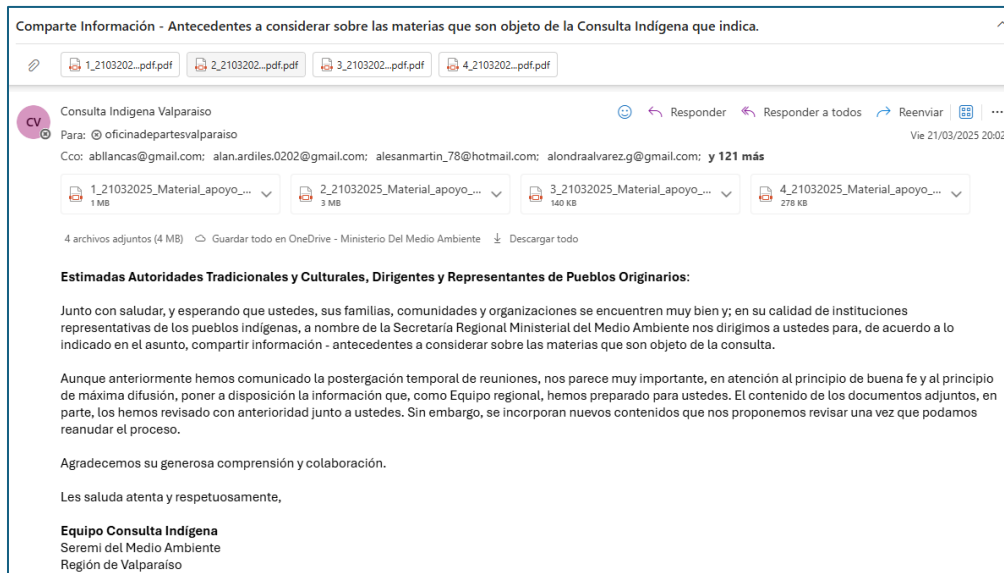 Comparte Información - Antecedentes a considerar sobre las materias que son objeto de la Consulta Indígena que indica.
1_2103202...pdf.pdf
2_2103202...pdf.pdf
3_2103202...pdf.pdf
4_2103202...pdf.pdf
CV
Consulta Indigena Valparaiso
Responder
Responder a todos
Reenviar
Para: oficinadepartesvalparaiso
Vie 21/03/2025 20:02
Cco: abllancas@gmail.com; alan.ardiles.0202@gmail.com; alesanmartin_78@hotmail.com; alondraalvarez.g@gmail.com; y 121 más
1_21032025_Material_apoyo_...
1 MB
2_21032025_Material_apoyo_...
3 MB
3_21032025_Material_apoyo_...
140 KB
4_21032025_Material_apoyo_...
278 KB
4 archivos adjuntos (4 MB) Guardar todo en OneDrive - Ministerio Del Medio Ambiente Descargar todo
Estimadas Autoridades Tradicionales y Culturales, Dirigentes y Representantes de Pueblos Originarios:
Junto con saludar, y esperando que ustedes, sus familias, comunidades y organizaciones se encuentren muy bien y; en su calidad de instituciones
representativas de los pueblos indígenas, a nombre de la Secretaría Regional Ministerial del Medio Ambiente nos dirigimos a ustedes para, de acuerdo a lo
indicado en el asunto, compartir información - antecedentes a considerar sobre las materias que son objeto de la consulta.
Aunque anteriormente hemos comunicado la postergación temporal de reuniones, nos parece muy importante, en atención al principio de buena fe y al principio
de máxima difusión, poner a disposición la información que, como Equipo regional, hemos preparado para ustedes. El contenido de los documentos adjuntos, en
parte, los hemos revisado con anterioridad junto a ustedes. Sin embargo, se incorporan nuevos contenidos que nos proponemos revisar una vez que podamos
reanudar el proceso.
Agradecemos su generosa comprensión y colaboración.
Les saluda atenta y respetuosamente,
Equipo Consulta Indígena
Seremi del Medio Ambiente
Región de Valparaíso